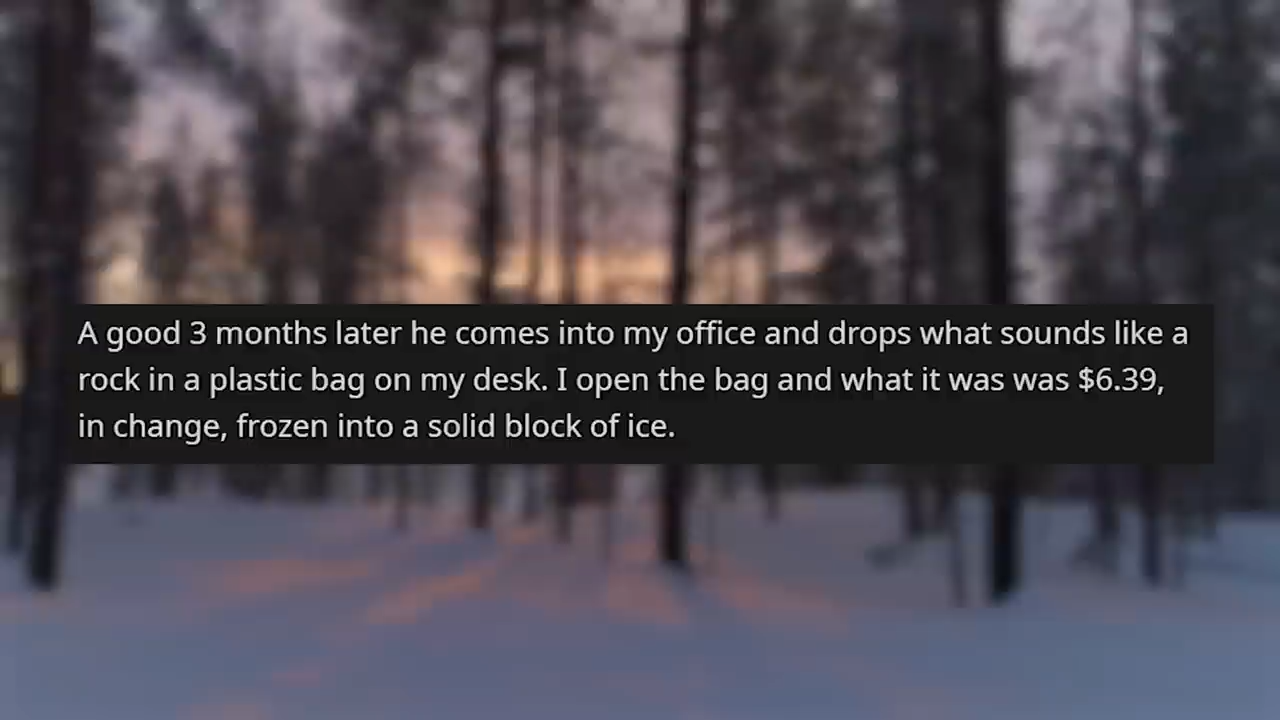 A good 3 months later he comes into my office and drops what sounds like a
rock in a plastic bag on my desk. I open the bag and what it was was $6.39,
in change, frozen into a solid block of ice.